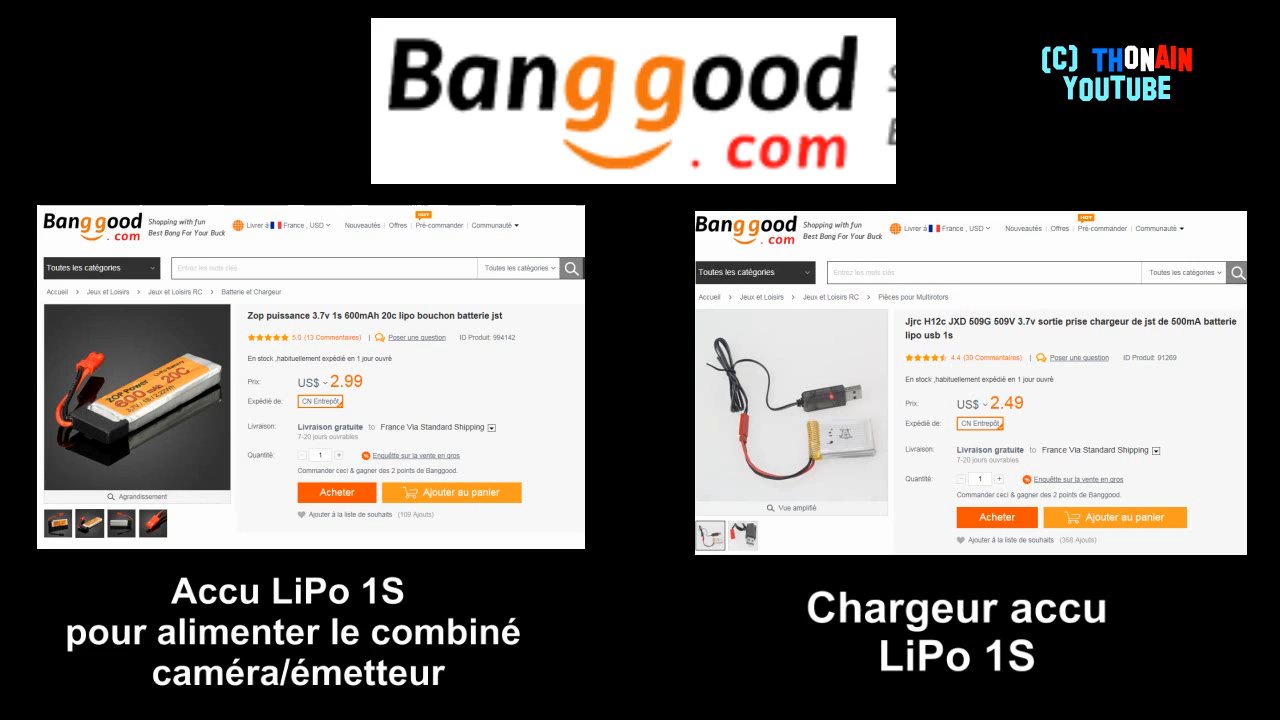 Banggood
.com
(C) THONAIN
YOUTUBE
Banggood
.com
Shopping with fun
Best Bang For Your Buck
Livrer à France , USD
Nouveautés | Offres | Pré-commander | Communauté
HOT
Toutes les catégories
Entrez les mots clés
Toutes les catégories
Accueil > Jeux et Loisirs > Jeux et Loisirs RC > Batterie et Chargeur
ZOP Power
600 mAh 20C
Agrandissement
Zop puissance 3.7v 1s 600mAh 20c lipo bouchon batterie jst
5.0 (13 Commentaires) | Poser une question ID Produit: 994142
En stock ,habituellement expédié en 1 jour ouvré
Prix: US$ 2.99
Expédié de: CN Entrepôt
Livraison: Livraison gratuite to France Via Standard Shipping
7-20 jours ouvrables
Quantité: - 1 + Enquêtte sur la vente en gros
Commander ceci & gagner des 2 points de Banggood.
Acheter Ajouter au panier
Ajouter à la liste de souhaits (109 Ajouts)
Banggood
.com
Shopping with fun
Best Bang For Your Buck
Livrer à France , USD
Nouveautés | Offres | Pré-commander | Communauté
HOT
Toutes les catégories
Entrez les mots clés
Toutes les catégories
Accueil > Jeux et Loisirs > Jeux et Loisirs RC > Pièces pour Multirotors
Vue amplifié
Jjrc H12c JXD 509G 509V 3.7v sortie prise chargeur de jst de 500mA batterie
lipo usb 1s
4.4 (39 Commentaires) | Poser une question ID Produit: 91269
En stock ,habituellement expédié en 1 jour ouvré
Prix: US$ 2.49
Expédié de: CN Entrepôt
Livraison: Livraison gratuite to France Via Standard Shipping
7-20 jours ouvrables
Quantité: - 1 + Enquêtte sur la vente en gros
Commander ceci & gagner des 2 points de Banggood.
Acheter Ajouter au panier
Ajouter à la liste de souhaits (358 Ajouts)
Accu LiPo 1S
pour alimenter le combiné
caméra/émetteur
Chargeur accu
LiPo 1S